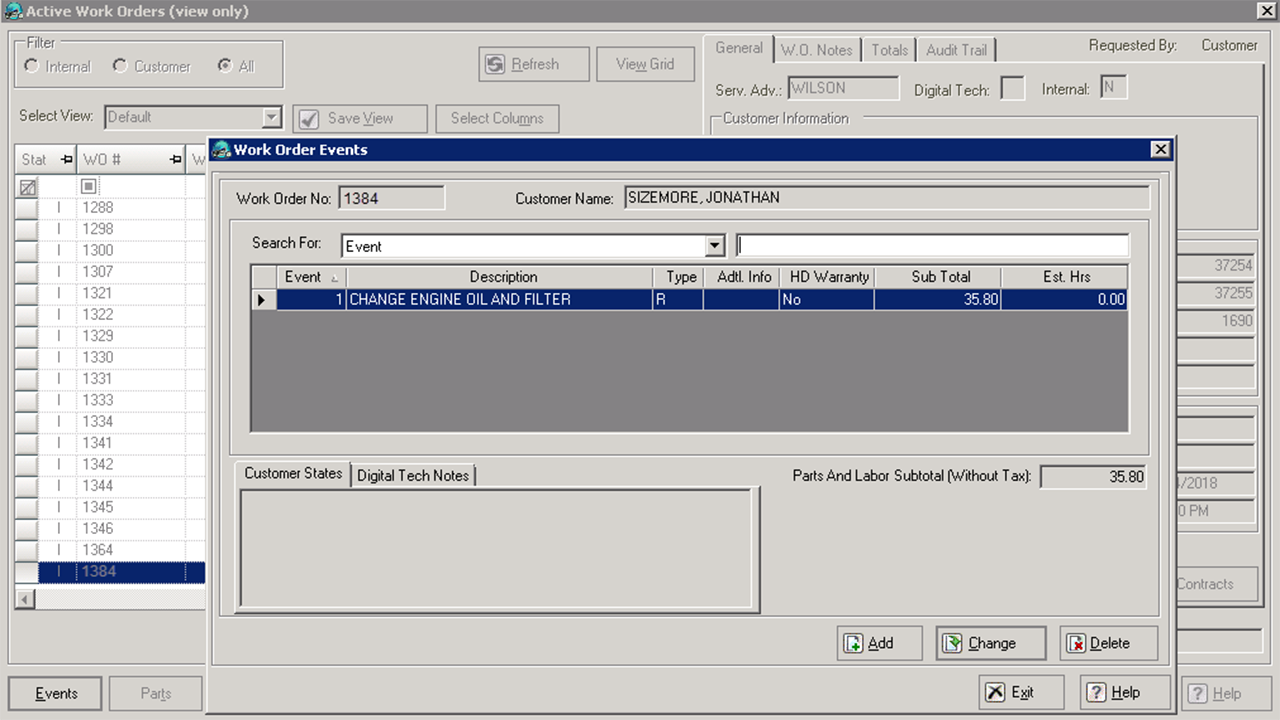 Active Work Orders (view only)
Filter
Internal Customer All
Refresh View Grid
Select View: Default Save View Select Columns
General W.O. Notes Totals Audit Trail Requested By: Customer
Serv. Adv.: WILSON Digital Tech: Internal: N
Customer Information
Stat WO # W
I 1288
I 1298
I 1300
I 1307
I 1321
I 1322
I 1329
I 1330
I 1331
I 1333
I 1334
I 1341
I 1342
I 1344
I 1345
I 1346
I 1364
I 1384
Work Order Events
Work Order No: 1384 Customer Name: SIZEMORE, JONATHAN
Search For: Event
Event Description Type Adtl. Info HD Warranty Sub Total Est. Hrs
1 CHANGE ENGINE OIL AND FILTER R No 35.80 0.00
Customer States Digital Tech Notes Parts And Labor Subtotal (Without Tax): 35.80
Add Change Delete
Exit Help
37254
37255
1690
/2018
0 PM
Contracts
Events Parts Help